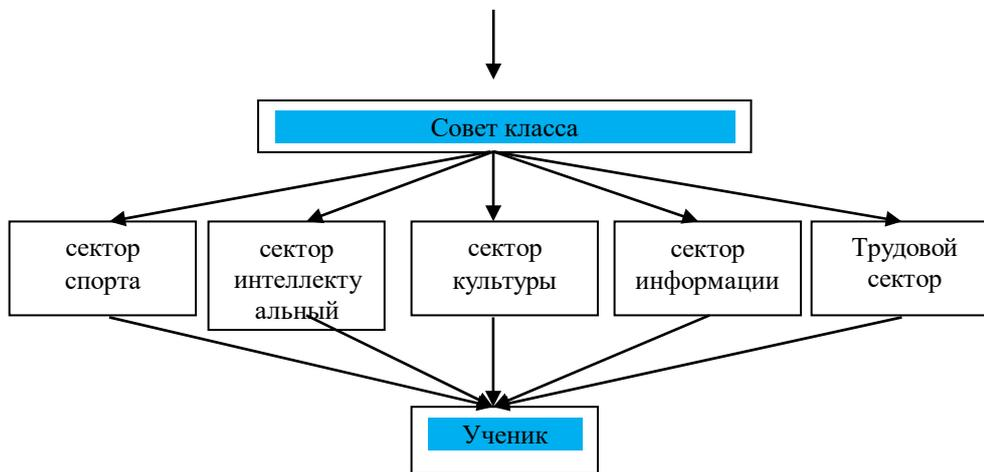 Совет класса
сектор
спорта
сектор
интеллекту
альный
сектор
культуры
сектор
информации
Трудовой
сектор
Ученик